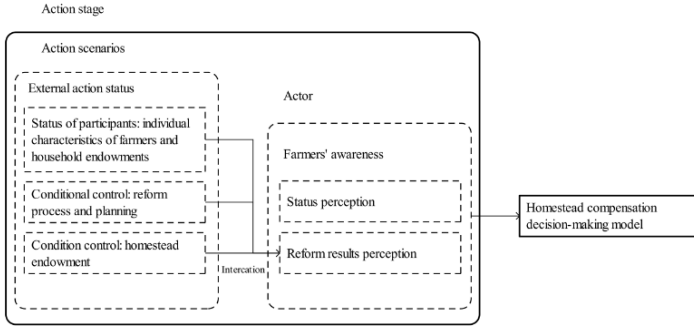 Action stage
Action scenarios
External action status
Status of participants: individual
characteristics of farmers and
household endowments
Conditional control: reform
process and planning
Condition control: homestead
endowment
Intercation
Actor
Farmers' awareness
Status perception
Reform results perception
Homestead compensation
decision-making model